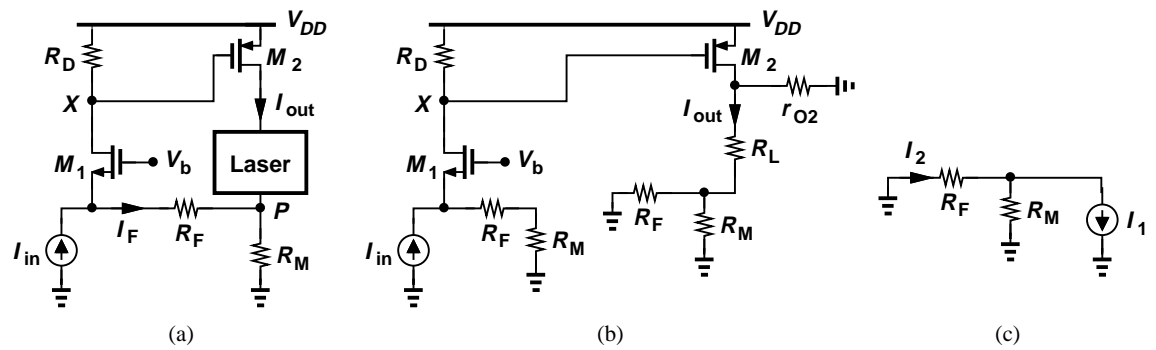 V_DD
R_D
M_2
X
I_out
M_1
V_b
Laser
P
I_F
R_F
I_in
R_M
(a)
V_DD
R_D
M_2
X
I_out
r_O2
R_L
M_1
V_b
R_F
R_F
R_M
I_in
R_M
(b)
I_2
R_F
R_M
I_1
(c)